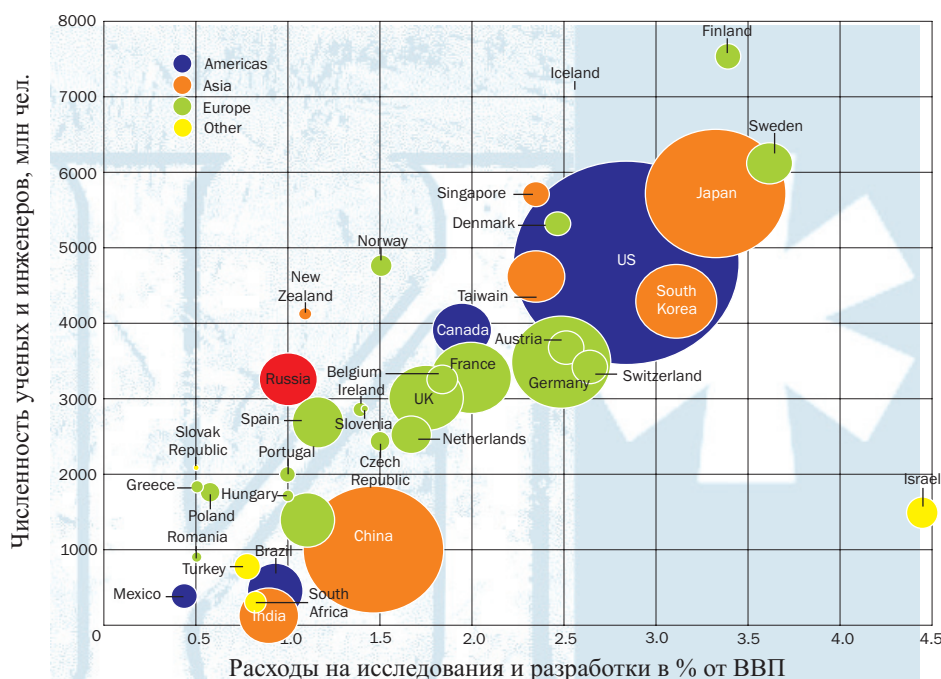 8000
7000
6000
5000
4000
3000
2000
1000
0
0.5
1.0
1.5
2.0
2.5
3.0
3.5
4.0
4.5
Численность ученых и инженеров, млн чел.
Расходы на исследования и разработки в % от ВВП
Americas
Asia
Europe
Other
Finland
Iceland
Sweden
Japan
Singapore
Denmark
US
Norway
New
Zealand
Taiwan
South
Korea
Canada
Austria
Russia
Belgium
France
Germany
Switzerland
Ireland
UK
Spain
Slovenia
Netherlands
Slovak
Republic
Portugal
Czech
Republic
Greece
Hungary
Poland
Israel
Romania
China
Turkey
Brazil
Mexico
South
Africa
India